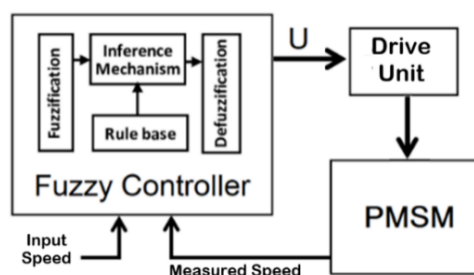 Fuzzification
Inference
Mechanism
Defuzzification
Rule base
Fuzzy Controller
U
Drive
Unit
PMSM
Input
Speed
Measured Speed